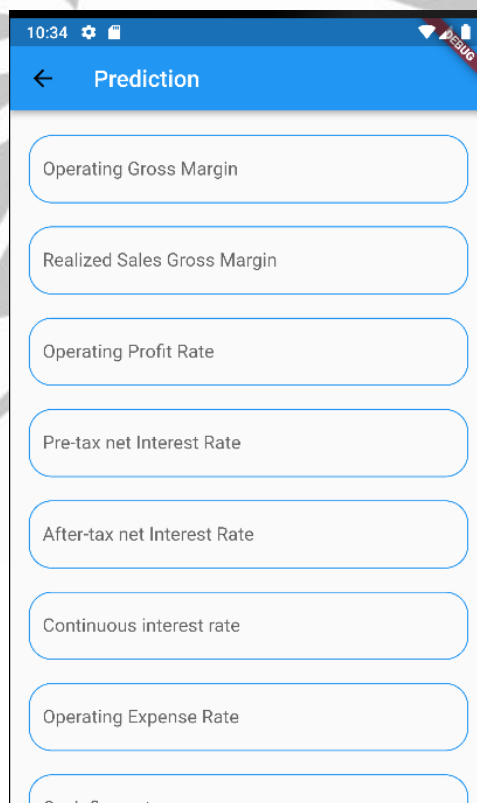 10:34
DEBUG
Prediction
Operating Gross Margin
Realized Sales Gross Margin
Operating Profit Rate
Pre-tax net Interest Rate
After-tax net Interest Rate
Continuous interest rate
Operating Expense Rate